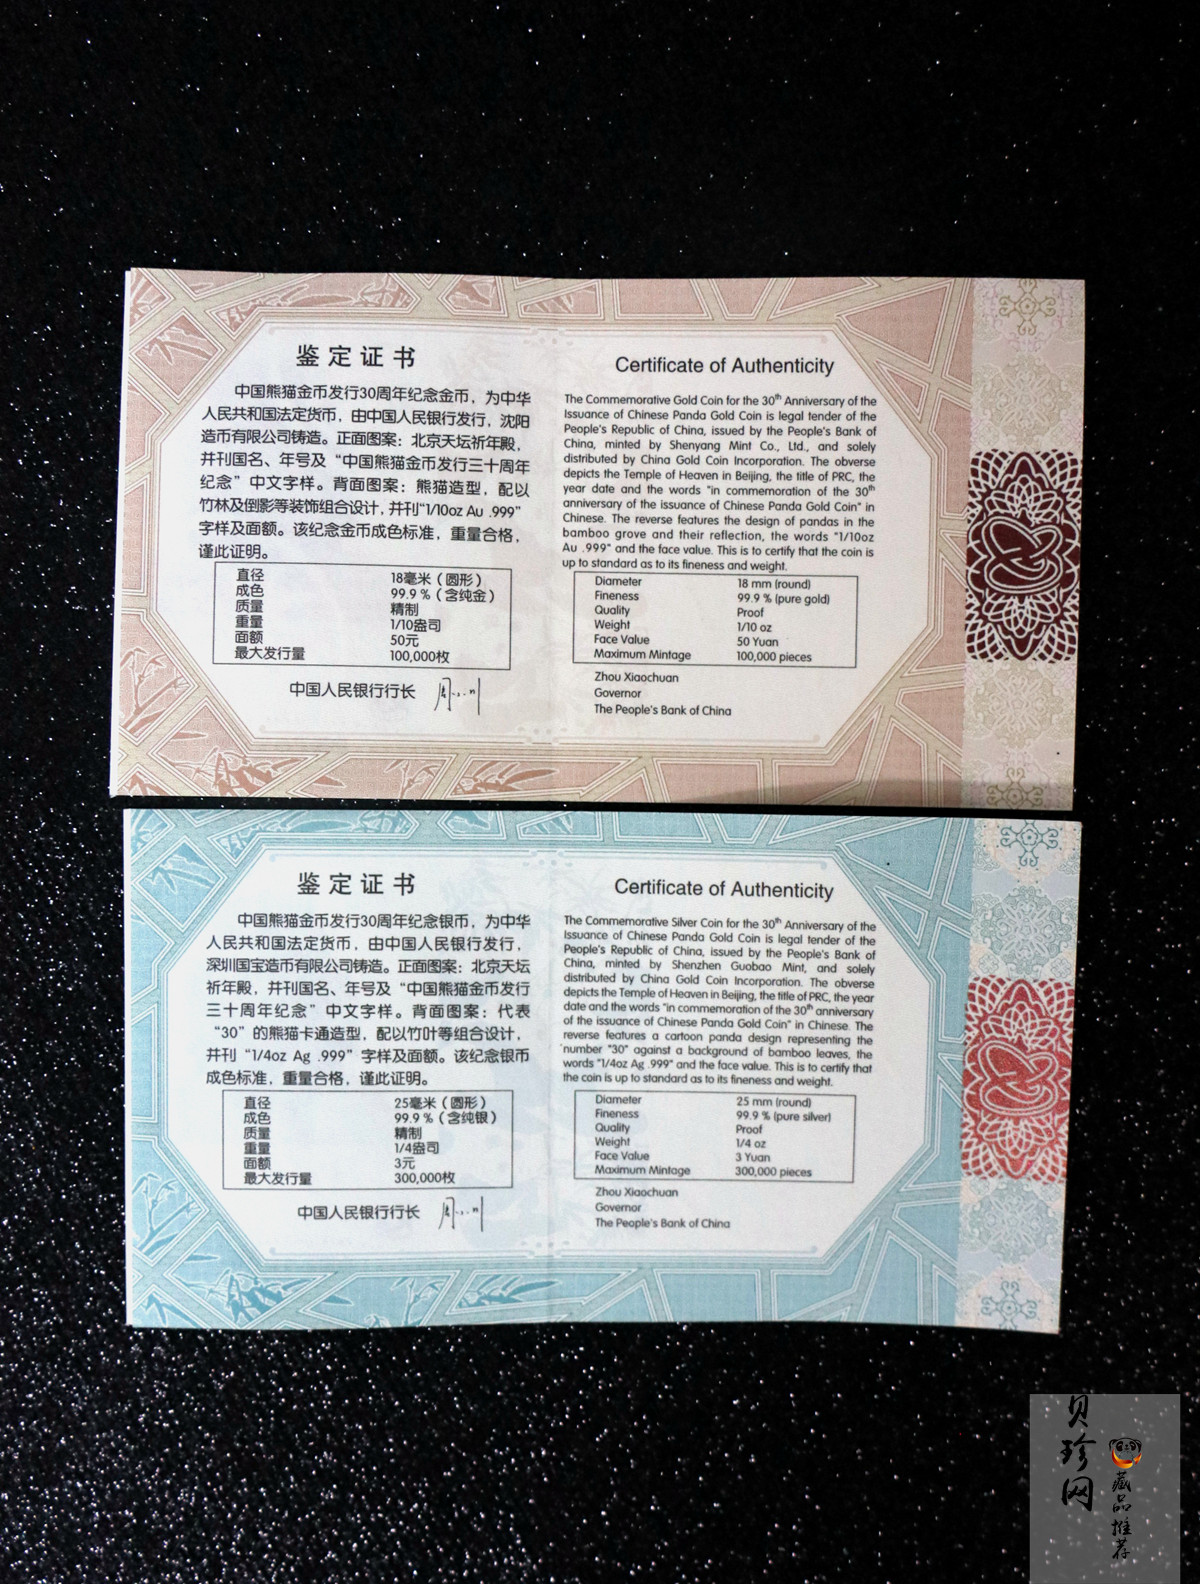 鉴定证书
中国熊猫金币发行30周年纪念金币，为中华
人民共和国法定货币，由中国人民银行发行，沈阳
造币有限公司铸造。正面图案：北京天坛祈年殿，
并刊国名、年号及“中国熊猫金币发行三十周年
纪念”中文字样。背面图案：熊猫造型，配以
竹林及倒影等装饰组合设计，并刊“1/10oz Au .999”
字样及面额。该纪念金币成色标准，重量合格，
谨此证明。
直径 18毫米（圆形）
成色 99.9％（含纯金）
质量 精制
重量 1/10盎司
面额 50元
最大发行量 100,000枚
中国人民银行行长
Certificate of Authenticity
The Commemorative Gold Coin for the 30th Anniversary of the
Issuance of Chinese Panda Gold Coin is legal tender of the
People's Republic of China, issued by the People's Bank of
China, minted by Shenyang Mint Co., Ltd., and solely
distributed by China Gold Coin Incorporation. The obverse
depicts the Temple of Heaven in Beijing, the title of PRC, the
year date and the words "in commemoration of the 30th
anniversary of the issuance of Chinese Panda Gold Coin" in
Chinese. The reverse features the design of pandas in the
bamboo grove and their reflection, the words "1/10oz
Au .999" and the face value. This is to certify that the coin is
up to standard as to its fineness and weight.
Diameter 18 mm (round)
Fineness 99.9 % (pure gold)
Quality Proof
Weight 1/10 oz
Face Value 50 Yuan
Maximum Mintage 100,000 pieces
Zhou Xiaochuan
Governor
The People's Bank of China
鉴定证书
中国熊猫金币发行30周年纪念银币，为中华
人民共和国法定货币，由中国人民银行发行，
深圳国宝造币有限公司铸造。正面图案：北京天坛
祈年殿，并刊国名、年号及“中国熊猫金币发行
三十周年纪念”中文字样。背面图案：代表
“30”的熊猫卡通造型，配以竹叶等组合设计，
并刊“1/4oz Ag .999”字样及面额。该纪念银币
成色标准，重量合格，谨此证明。
直径 25毫米（圆形）
成色 99.9％（含纯银）
质量 精制
重量 1/4盎司
面额 3元
最大发行量 300,000枚
中国人民银行行长
Certificate of Authenticity
The Commemorative Silver Coin for the 30th Anniversary of the
Issuance of Chinese Panda Gold Coin is legal tender of the
People's Republic of China, issued by the People's Bank of
China, minted by Shenzhen Guobao Mint, and solely
distributed by China Gold Coin Incorporation. The obverse
depicts the Temple of Heaven in Beijing, the title of PRC, the year
date and the words "in commemoration of the 30th anniversary
of the issuance of Chinese Panda Gold Coin" in Chinese. The
reverse features a cartoon panda design representing the
number "30" against a background of bamboo leaves, the
words "1/4oz Ag .999" and the face value. This is to certify that
the coin is up to standard as to its fineness and weight.
Diameter 25 mm (round)
Fineness 99.9 % (pure silver)
Quality Proof
Weight 1/4 oz
Face Value 3 Yuan
Maximum Mintage 300,000 pieces
Zhou Xiaochuan
Governor
The People's Bank of China
贝珍网
藏品推荐